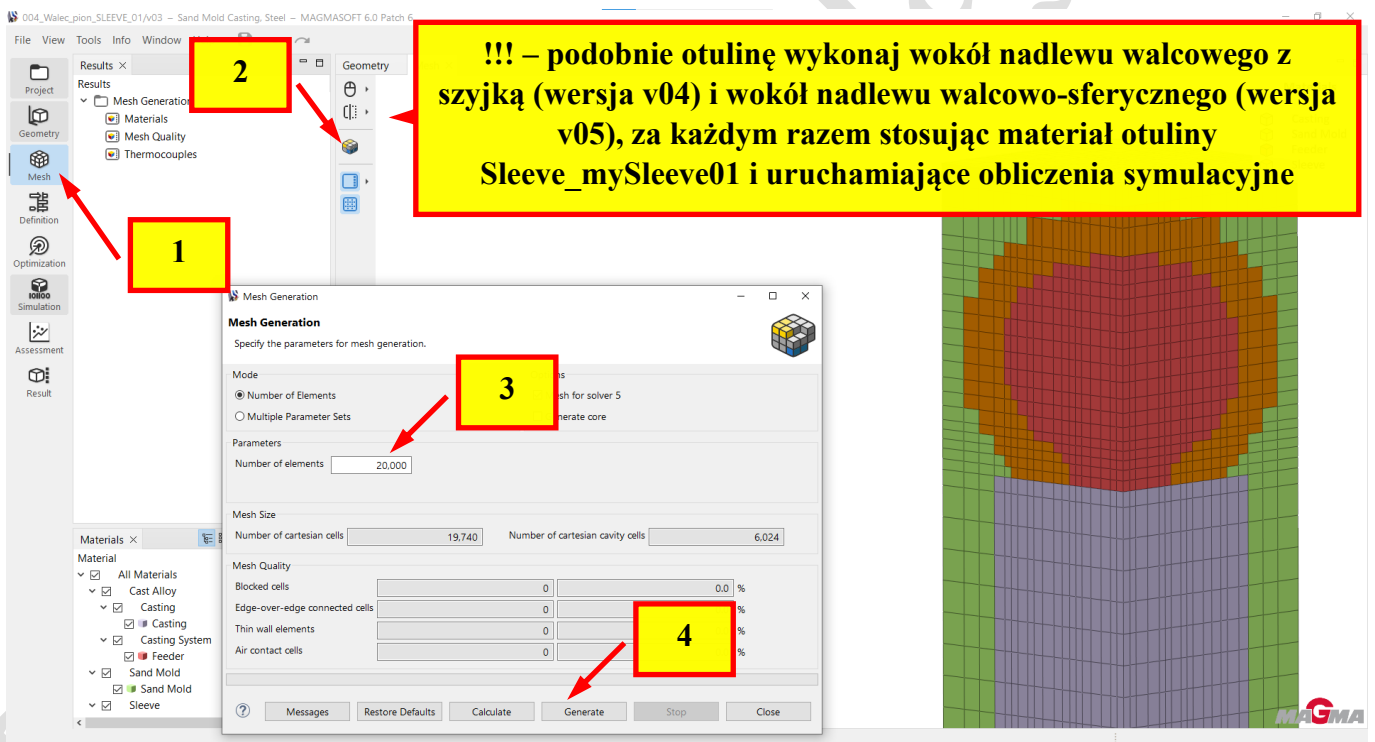 004_Walec_pion_SLEEVE_01/v03 – Sand Mold Casting, Steel – MAGMASOFT 6.0 Patch 6
File View Tools Info Window
!!! – podobnie otulinę wykonaj wokół nadlewu walcowego z
szyjką (wersja v04) i wokół nadlewu walcowo-sferycznego (wersja
v05), za każdym razem stosując materiał otuliny
Sleeve_mySleeve01 i uruchamiające obliczenia symulacyjne
2
1
3
4
Project
Geometry
Mesh
Definition
Optimization
Simulation
Assessment
Result
Results
Results
Mesh Generation
Materials
Mesh Quality
Thermocouples
Geometry
Mesh Generation
Mesh Generation
Specify the parameters for mesh generation.
Mode
Number of Elements
sh for solver 5
Multiple Parameter Sets
nerate core
Parameters
Number of elements 20,000
Mesh Size
Number of cartesian cells 19,740 Number of cartesian cavity cells 6,024
Mesh Quality
Blocked cells 0 0.0 %
Edge-over-edge connected cells 0 %
Thin wall elements 0 %
Air contact cells 0 %
Messages Restore Defaults Calculate Generate Stop Close
Materials
Material
All Materials
Cast Alloy
Casting
Casting
Casting System
Feeder
Sand Mold
Sand Mold
Sleeve
MAGMA